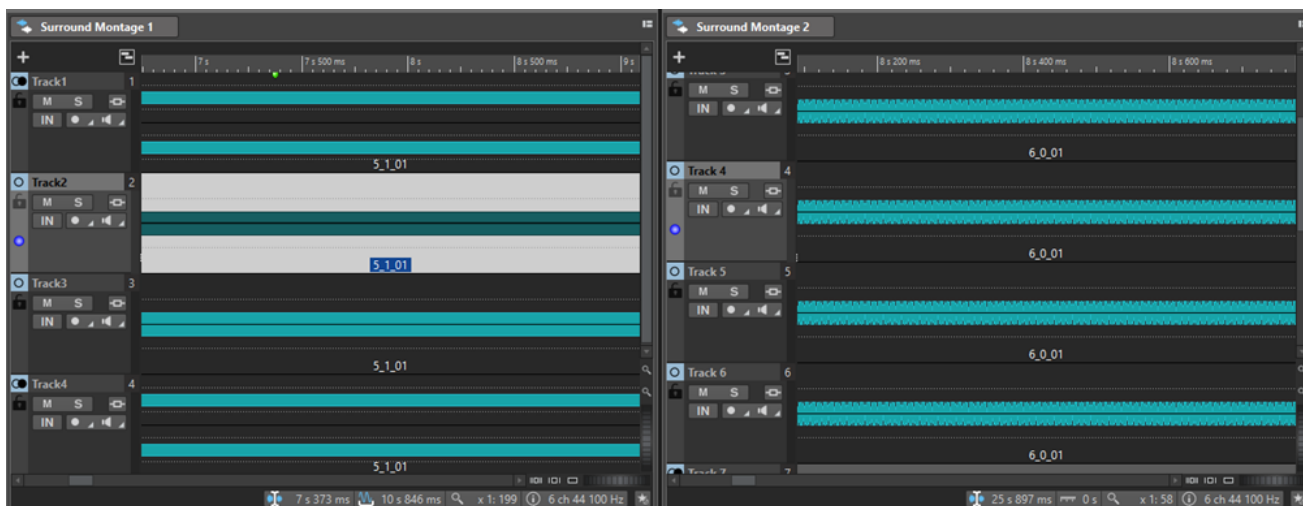 Surround Montage 1
7 s
7 s 500 ms
8 s
8 s 500 ms
9 s
Track1 1
M S
IN
5_1_01
Track2 2
M S
IN
5_1_01
Track3 3
M S
IN
5_1_01
Track4 4
M S
IN
5_1_01
7 s 373 ms 10 s 846 ms x 1: 199 6 ch 44 100 Hz
Surround Montage 2
8 s 200 ms
8 s 400 ms
8 s 600 ms
M S
IN
6_0_01
Track 4 4
M S
IN
6_0_01
Track 5 5
M S
IN
6_0_01
Track 6 6
M S
IN
6_0_01
Track 7 7
25 s 897 ms 0 s x 1: 58 6 ch 44 100 Hz